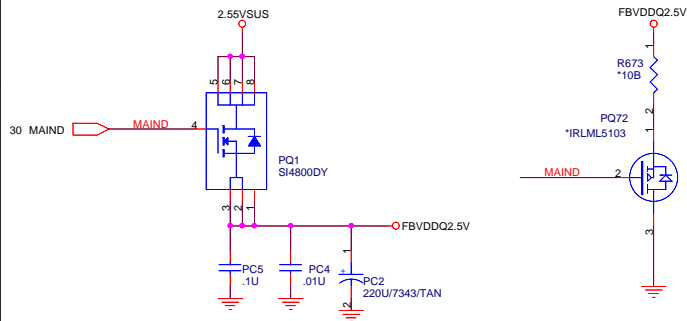 2.55VSUS
5 6 7 8
30 MAIND
MAIND
4
PQ1
SI4800DY
3 2 1
FBVDDQ2.5V
PC5
.1U
PC4
.01U
1
+
PC2
220U/7343/TAN
2
FBVDDQ2.5V
1
R673
*10B
2
PQ72
1
*IRLML5103
MAIND
2
3